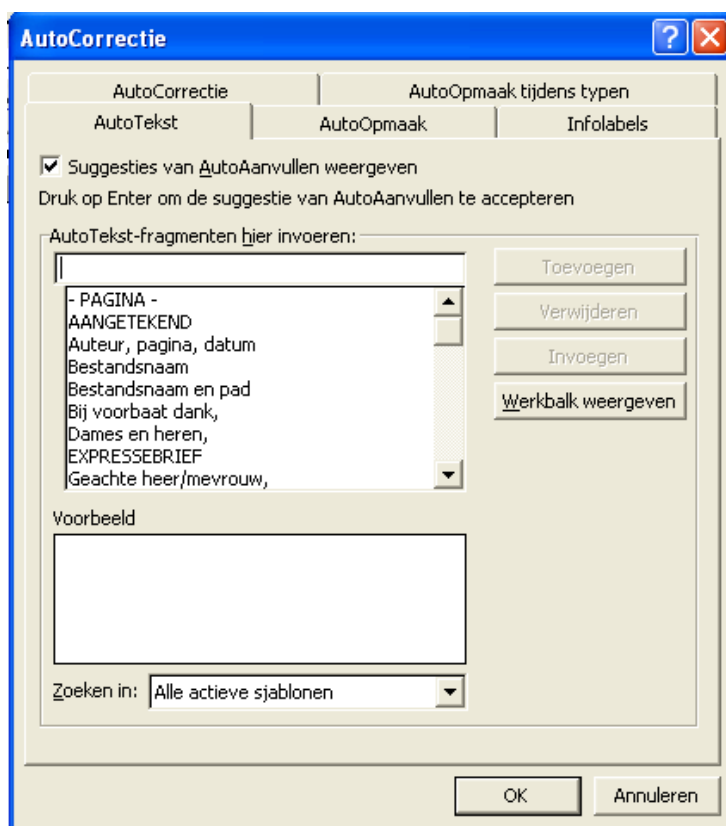 AutoCorrectie
AutoCorrectie
AutoOpmaak tijdens typen
AutoTekst
AutoOpmaak
Infolabels
Suggesties van AutoAanvullen weergeven
Druk op Enter om de suggestie van AutoAanvullen te accepteren
AutoTekst-fragmenten hier invoeren:
Toevoegen
- PAGINA -
AANGETEKEND
Auteur, pagina, datum
Bestandsnaam
Bestandsnaam en pad
Bij voorbaat dank,
Dames en heren,
EXPRESSEBRIEF
Geachte heer/mevrouw,
Verwijderen
Invoegen
Werkbalk weergeven
Voorbeeld
Zoeken in: Alle actieve sjablonen
OK
Annuleren